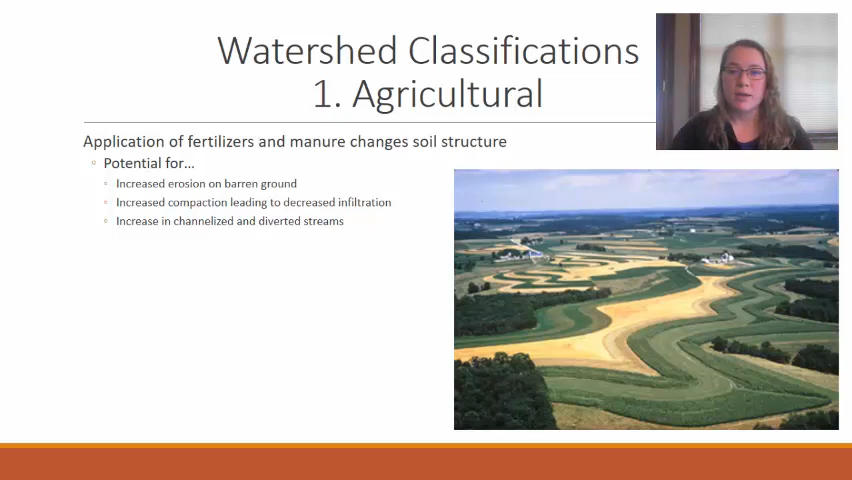 Watershed Classifications
1. Agricultural
Application of fertilizers and manure changes soil structure
◦ Potential for...
◦ Increased erosion on barren ground
◦ Increased compaction leading to decreased infiltration
◦ Increase in channelized and diverted streams